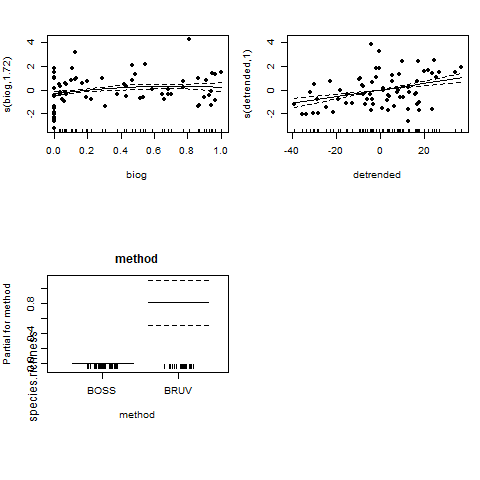 s(biog,1.72)
4
2
0
-2
0.0 0.2 0.4 0.6 0.8 1.0
biog
s(detrended,1)
4
2
0
-2
-40 -20 0 20
detrended
method
Partial for method
species.richness
0.8
0.4
0.0
BOSS BRUV
method